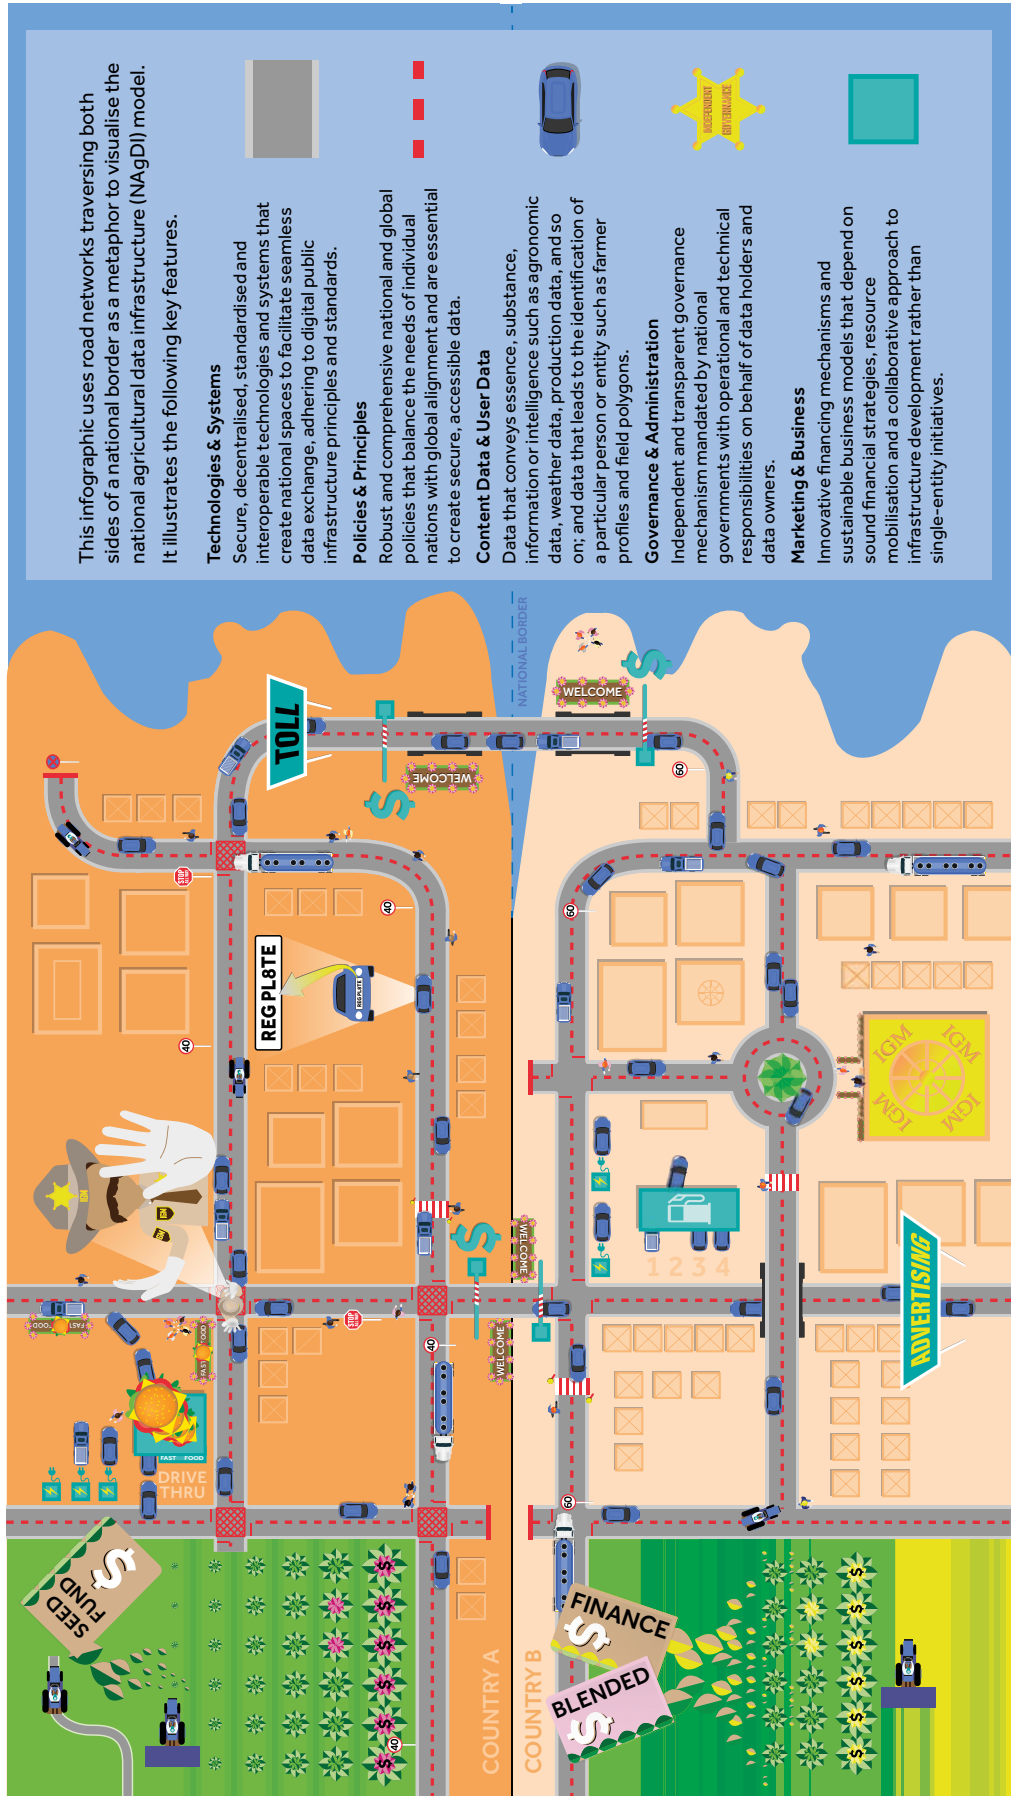 This infographic uses road networks traversing both
sides of a national border as a metaphor to visualise the
national agricultural data infrastructure (NAgDI) model.
It illustrates the following key features.
Technologies & Systems
Secure, decentralised, standardised and
interoperable technologies and systems that
create national spaces to facilitate seamless
data exchange, adhering to digital public
infrastructure principles and standards.
Policies & Principles
Robust and comprehensive national and global
policies that balance the needs of individual
nations with global alignment and are essential
to create secure, accessible data.
Content Data & User Data
Data that conveys essence, substance,
information or intelligence such as agronomic
data, weather data, production data, and so
on; and data that leads to the identification of
a particular person or entity such as farmer
profiles and field polygons.
Governance & Administration
Independent and transparent governance
mechanism mandated by national
governments with operational and technical
responsibilities on behalf of data holders and
data owners.
Marketing & Business
Innovative financing mechanisms and
sustainable business models that depend on
sound financial strategies, resource
mobilisation and a collaborative approach to
infrastructure development rather than
single-entity initiatives.
INDEPENDENT
GOVERNANCE
NATIONAL BORDER
TOLL
$
WELCOME
WELCOME
$
60
STOP
40
REG PL8TE
REG PL8TE
40
60
IGM
IGM
IGM
IGM
IGM
IGM
$
WELCOME
WELCOME
1 2 3 4
ADVERTISING
FAST
FOOD
FAST
FOOD
STOP
40
FAST FOOD
DRIVE
THRU
60
SEED
FUND
$
$ $ $ $ $ $
40
COUNTRY A
COUNTRY B
FINANCE
$
BLENDED
$
$ $ $ $ $ $